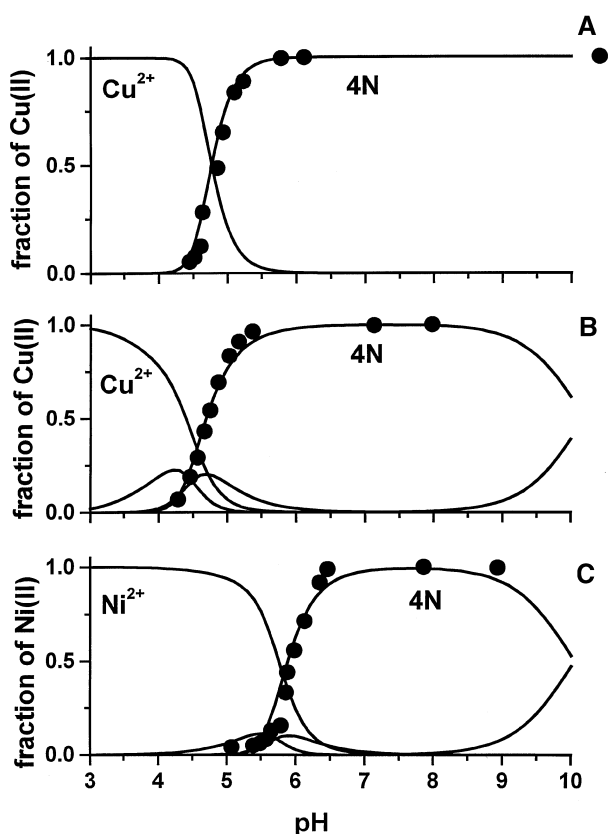 A
fraction of Cu(II)
1.0
0.5
0.0
Cu²⁺
4N
B
fraction of Cu(II)
1.0
0.5
0.0
Cu²⁺
4N
C
fraction of Ni(II)
1.0
0.5
0.0
Ni²⁺
4N
3 4 5 6 7 8 9 10
pH